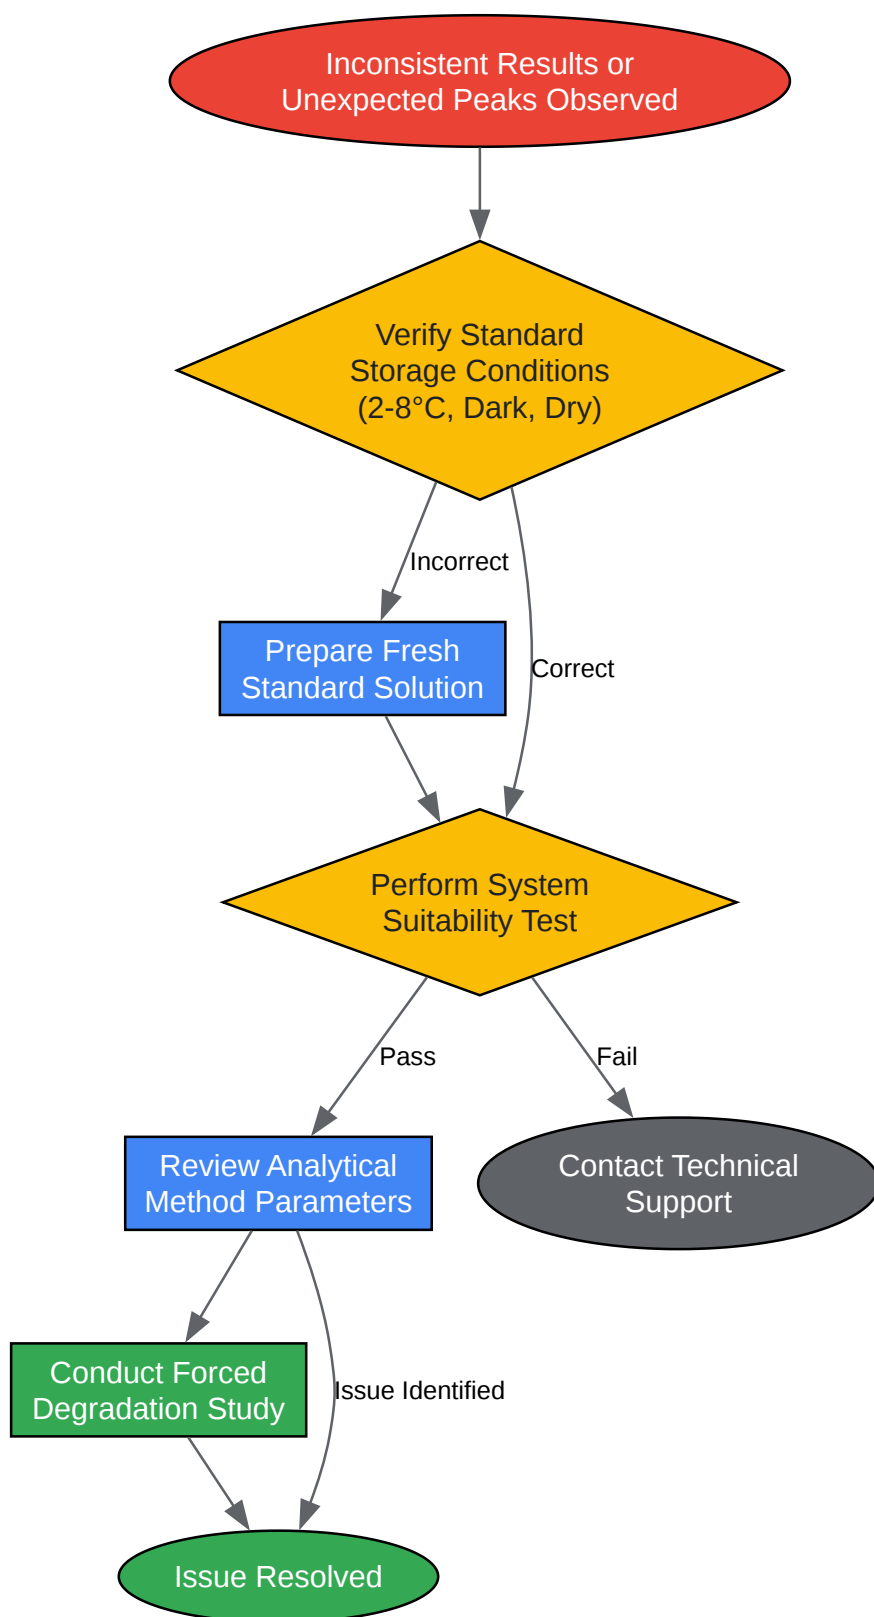 Inconsistent Results or
Unexpected Peaks Observed
Verify Standard
Storage Conditions
(2-8°C, Dark, Dry)
Incorrect
Prepare Fresh
Standard Solution
Correct
Perform System
Suitability Test
Pass
Fail
Review Analytical
Method Parameters
Contact Technical
Support
Conduct Forced
Degradation Study
Issue Identified
Issue Resolved